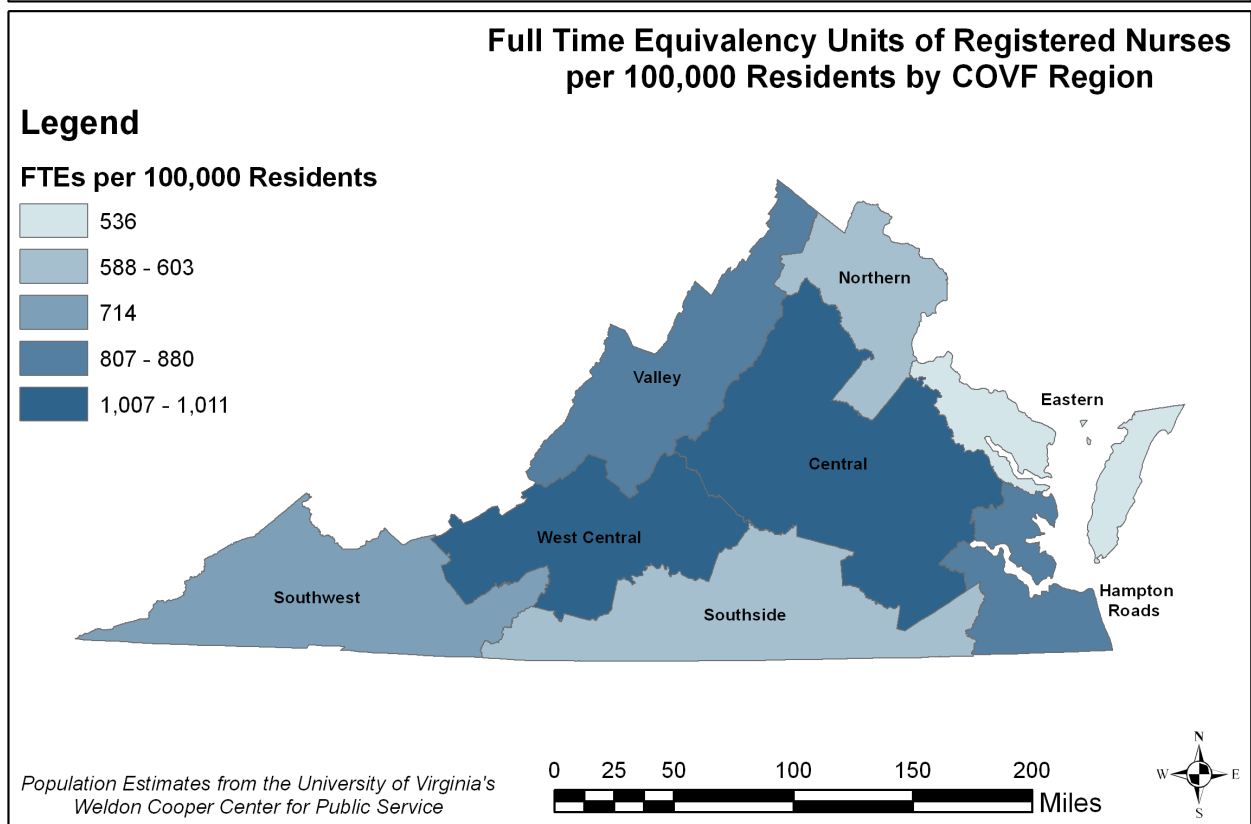 Full Time Equivalency Units of Registered Nurses
per 100,000 Residents by COVF Region
Legend
FTEs per 100,000 Residents
536
588 - 603
714
807 - 880
1,007 - 1,011
Northern
Valley
Eastern
Central
West Central
Southwest
Southside
Hampton
Roads
Population Estimates from the University of Virginia's
Weldon Cooper Center for Public Service
0 25 50 100 150 200
Miles
N
W E
S